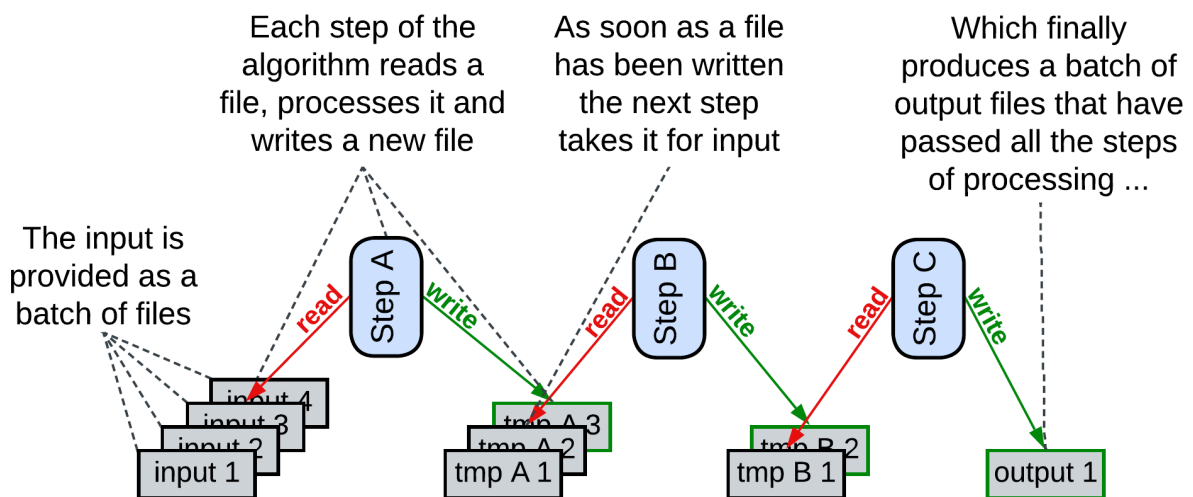 Each step of the
algorithm reads a
file, processes it and
writes a new file
As soon as a file
has been written
the next step
takes it for input
Which finally
produces a batch of
output files that have
passed all the steps
of processing ...
The input is
provided as a
batch of files
Step A
read
write
Step B
read
write
Step C
read
write
input 4
input 3
input 2
input 1
tmp A 3
tmp A 2
tmp A 1
tmp B 2
tmp B 1
output 1